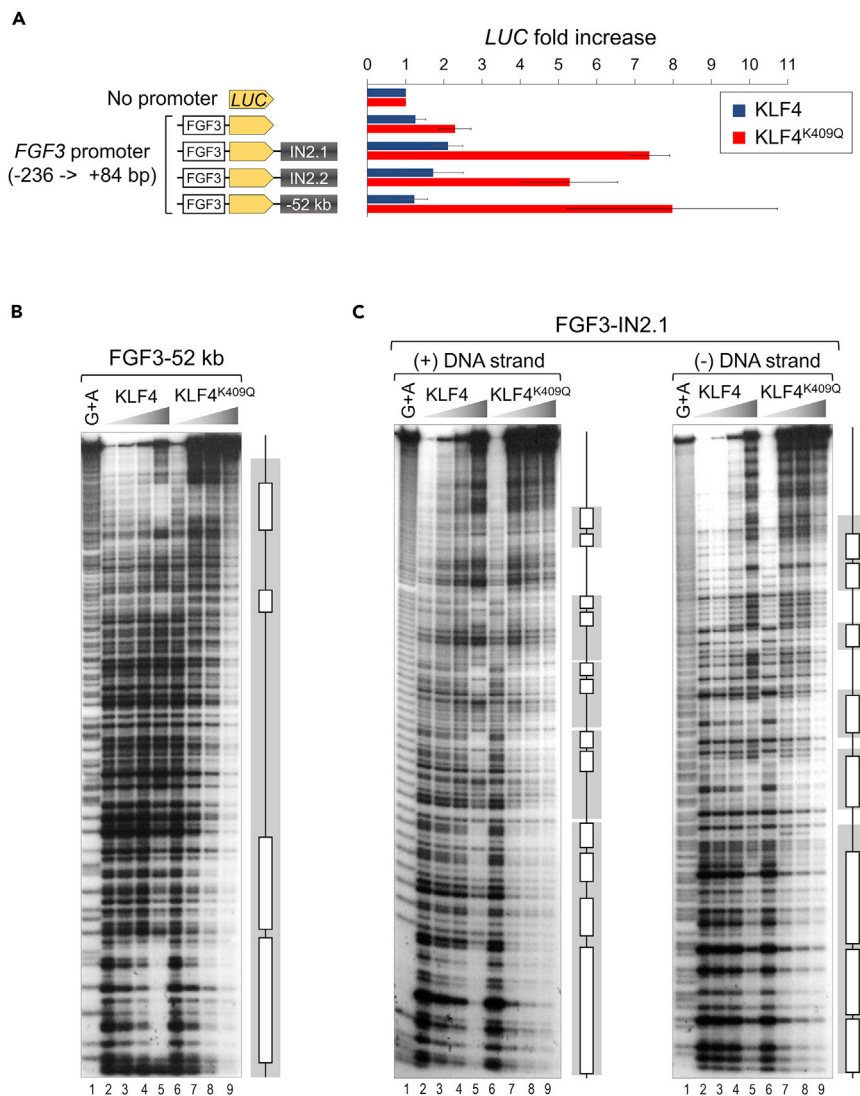 A
LUC fold increase
0 1 2 3 4 5 6 7 8 9 10 11
No promoter LUC
FGF3
FGF3 promoter
(-236 -> +84 bp)
FGF3 IN2.1
FGF3 IN2.2
FGF3 -52 kb
KLF4
KLF4K409Q
B
FGF3-52 kb
G+A KLF4 KLF4K409Q
1 2 3 4 5 6 7 8 9
C
FGF3-IN2.1
(+) DNA strand
G+A KLF4 KLF4K409Q
1 2 3 4 5 6 7 8 9
(-) DNA strand
G+A KLF4 KLF4K409Q
1 2 3 4 5 6 7 8 9